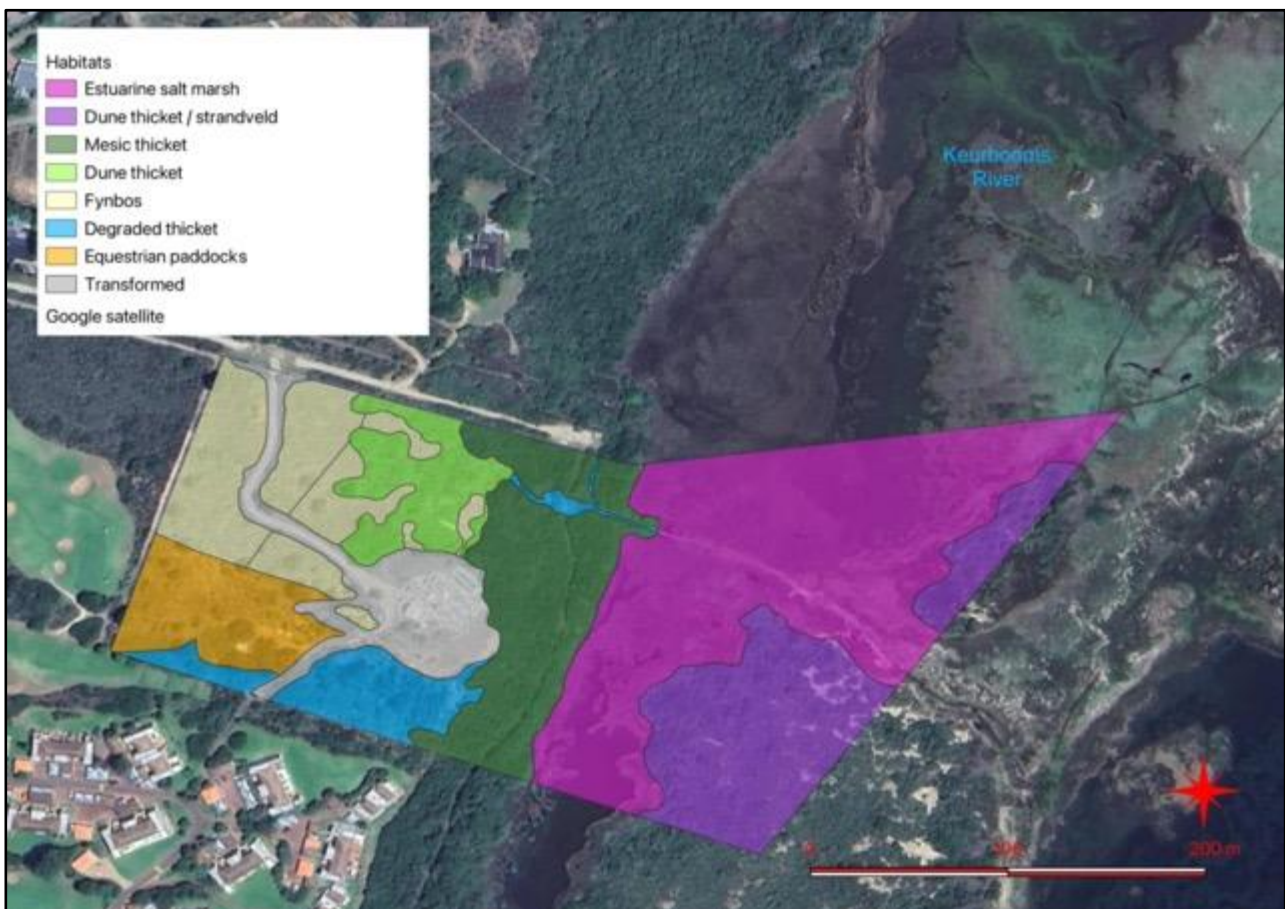 Habitats
Estuarine salt marsh
Dune thicket / strandveld
Mesic thicket
Dune thicket
Fynbos
Degraded thicket
Equestrian paddocks
Transformed
Google satellite
Keurbooms
River
0 100 200 m